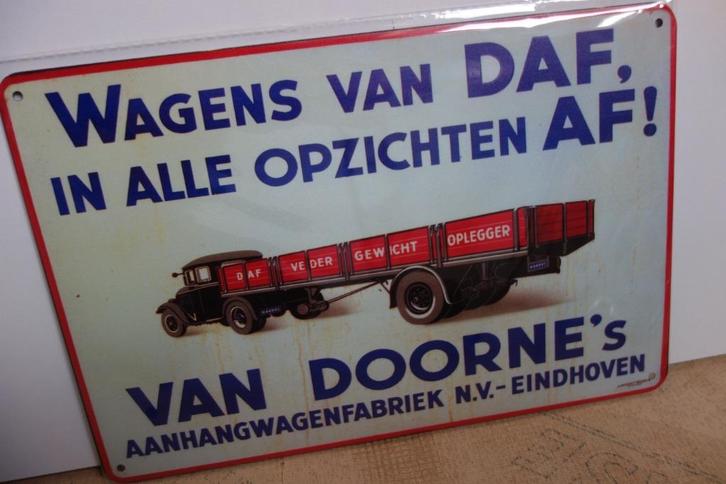 WAGENS VAN DAF,
IN ALLE OPZICHTEN AF!
DAF VEDER GEWICHT OPLEGGER
VAN DOORNE's
AANHANGWAGENFABRIEK N.V.-EINDHOVEN